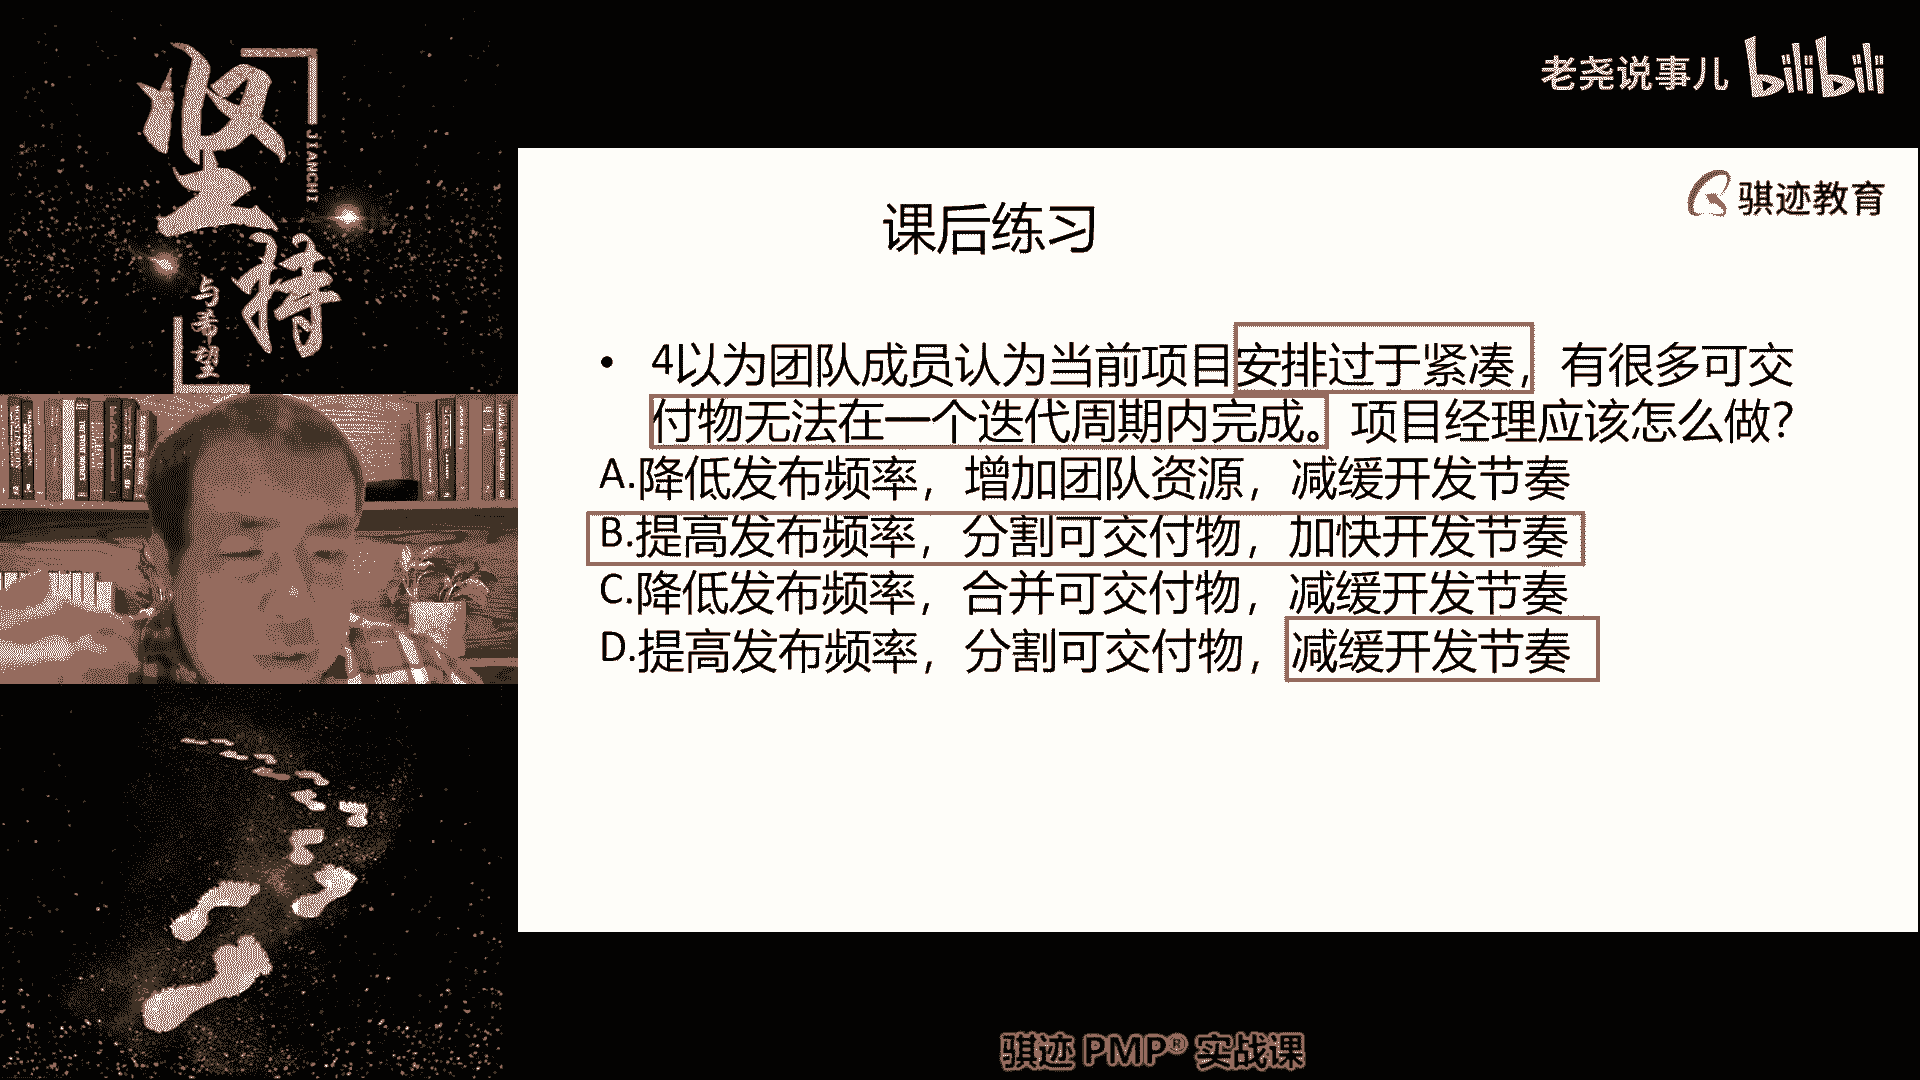 坚持
JIANCHI
与希望
老尧说事儿 bilibili
骐迹教育
课后练习
• 4以为团队成员认为当前项目安排过于紧凑，有很多可交
付物无法在一个迭代周期内完成。项目经理应该怎么做？
A.降低发布频率，增加团队资源，减缓开发节奏
B.提高发布频率，分割可交付物，加快开发节奏
C.降低发布频率，合并可交付物，减缓开发节奏
D.提高发布频率，分割可交付物，减缓开发节奏
骐迹 PMP® 实战课